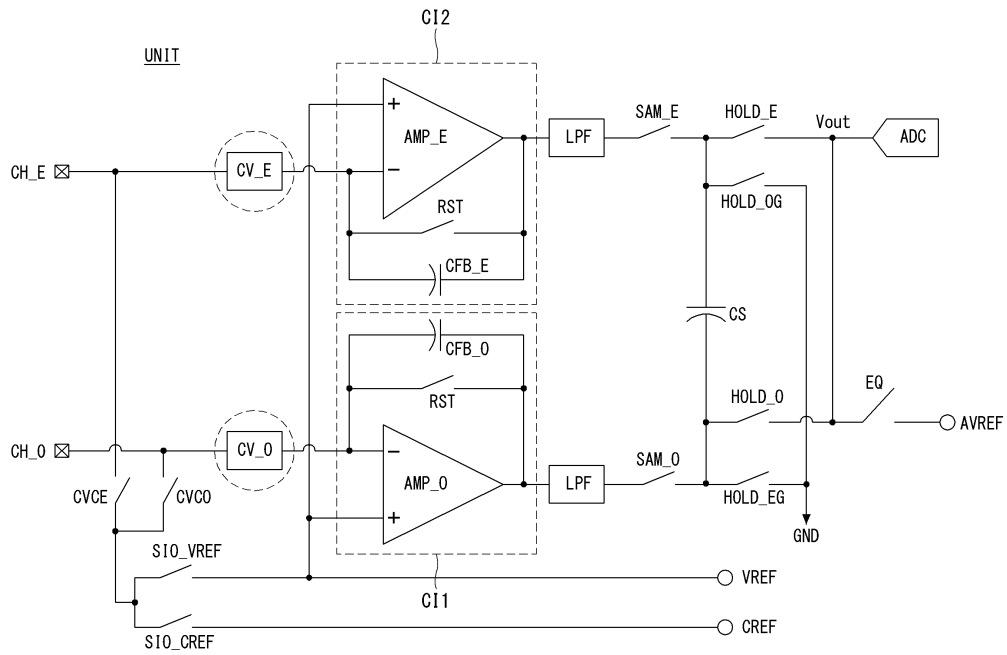 CI2
UNIT
SAM_E
HOLD_E
Vout
+
AMP_E
LPF
ADC
CH_E
CV_E
−
HOLD_OG
RST
CFB_E
CS
CFB_O
RST
HOLD_O
EQ
AVREF
CH_O
CV_O
−
AMP_O
LPF
SAM_O
HOLD_EG
CVCE
CVCO
+
GND
SIO_VREF
VREF
CI1
CREF
SIO_CREF